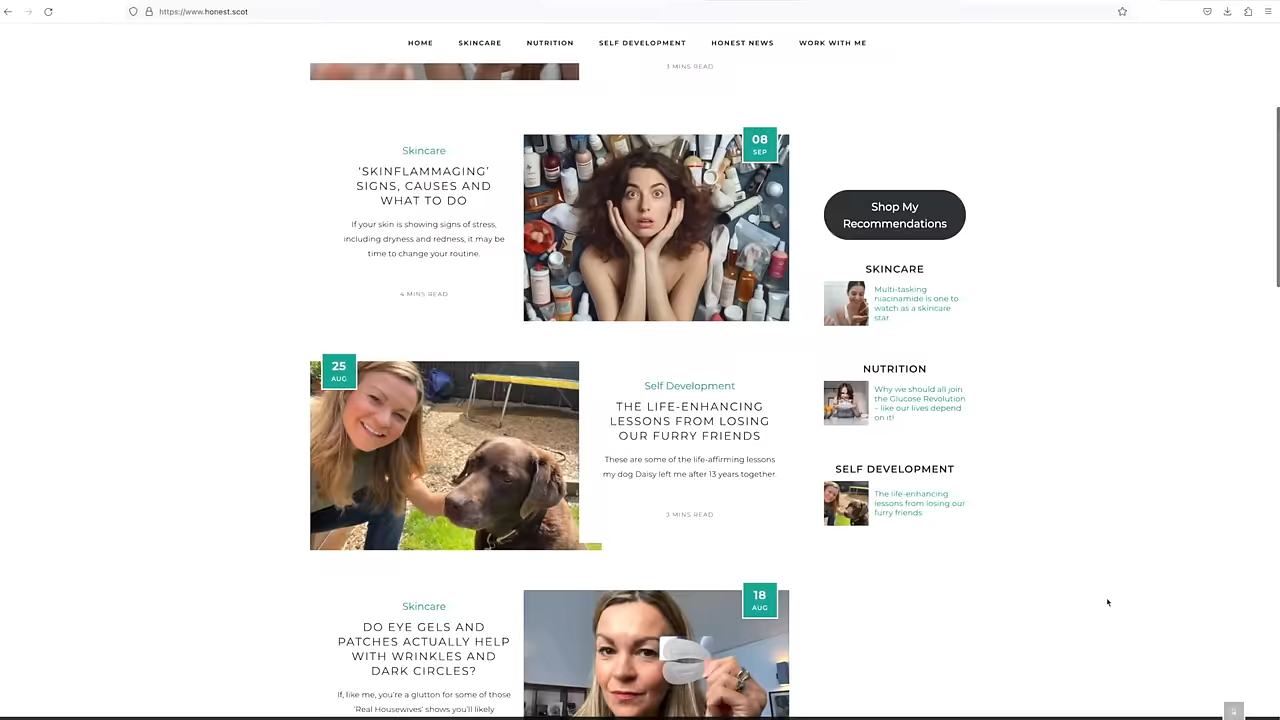 https://www.honest.scot
HOME SKINCARE NUTRITION SELF DEVELOPMENT HONEST NEWS WORK WITH ME
3 MINS READ
08
SEP
Skincare
'SKINFLAMMAGING'
SIGNS, CAUSES AND
WHAT TO DO
If your skin is showing signs of stress,
including dryness and redness, it may be
time to change your routine.
4 MINS READ
25
AUG
Self Development
THE LIFE-ENHANCING
LESSONS FROM LOSING
OUR FURRY FRIENDS
These are some of the life-affirming lessons
my dog Daisy left me after 13 years together.
3 MINS READ
18
AUG
Skincare
DO EYE GELS AND
PATCHES ACTUALLY HELP
WITH WRINKLES AND
DARK CIRCLES?
If, like me, you're a glutton for some of those
'Real Housewives' shows you'll likely
Shop My
Recommendations
SKINCARE
Multi-tasking
niacinamide is one to
watch as a skincare
star
NUTRITION
Why we should all join
the Glucose Revolution
– like our lives depend
on it!
SELF DEVELOPMENT
The life-enhancing
lessons from losing our
furry friends